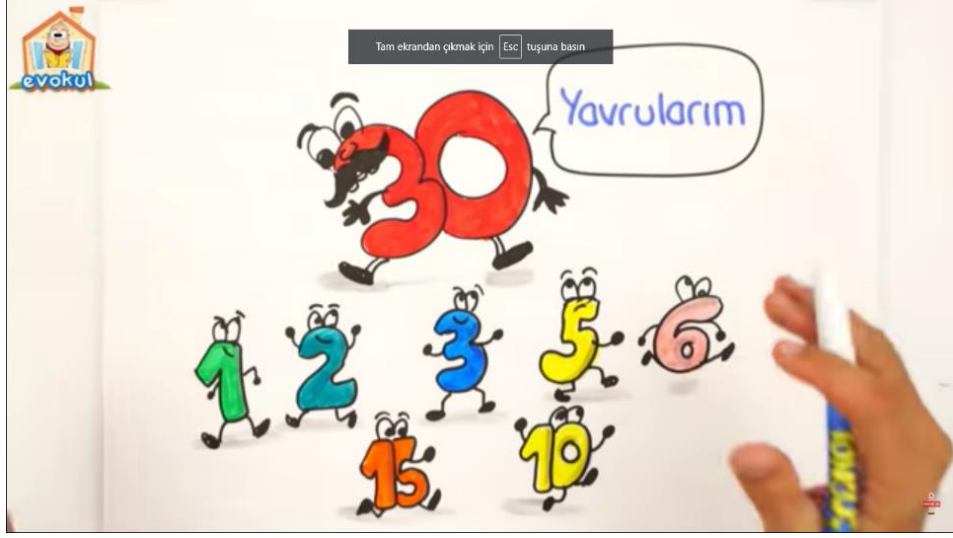 evokul
Tam ekrandan çıkmak için Esc tuşuna basın
Yavrularım
30
1 2 3 5 6
15 10